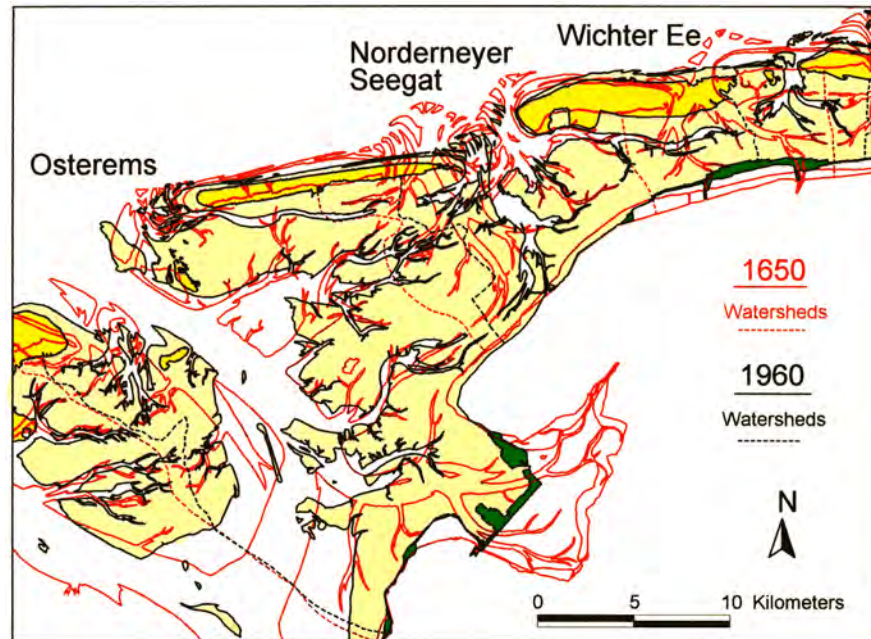 Wichter Ee
Norderneyer
Seegat
Osterems
1650
Watersheds
1960
Watersheds
N
0 5 10 Kilometers